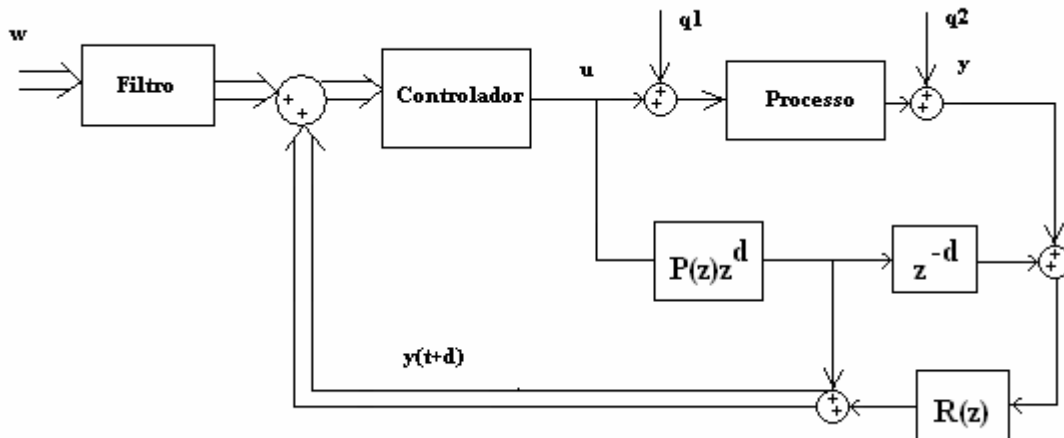 w
q1
q2
Filtro
+
+
Controlador
u
+
+
Processo
+
+
y
P(z)z^d
z^-d
+
+
y(t+d)
+
+
R(z)